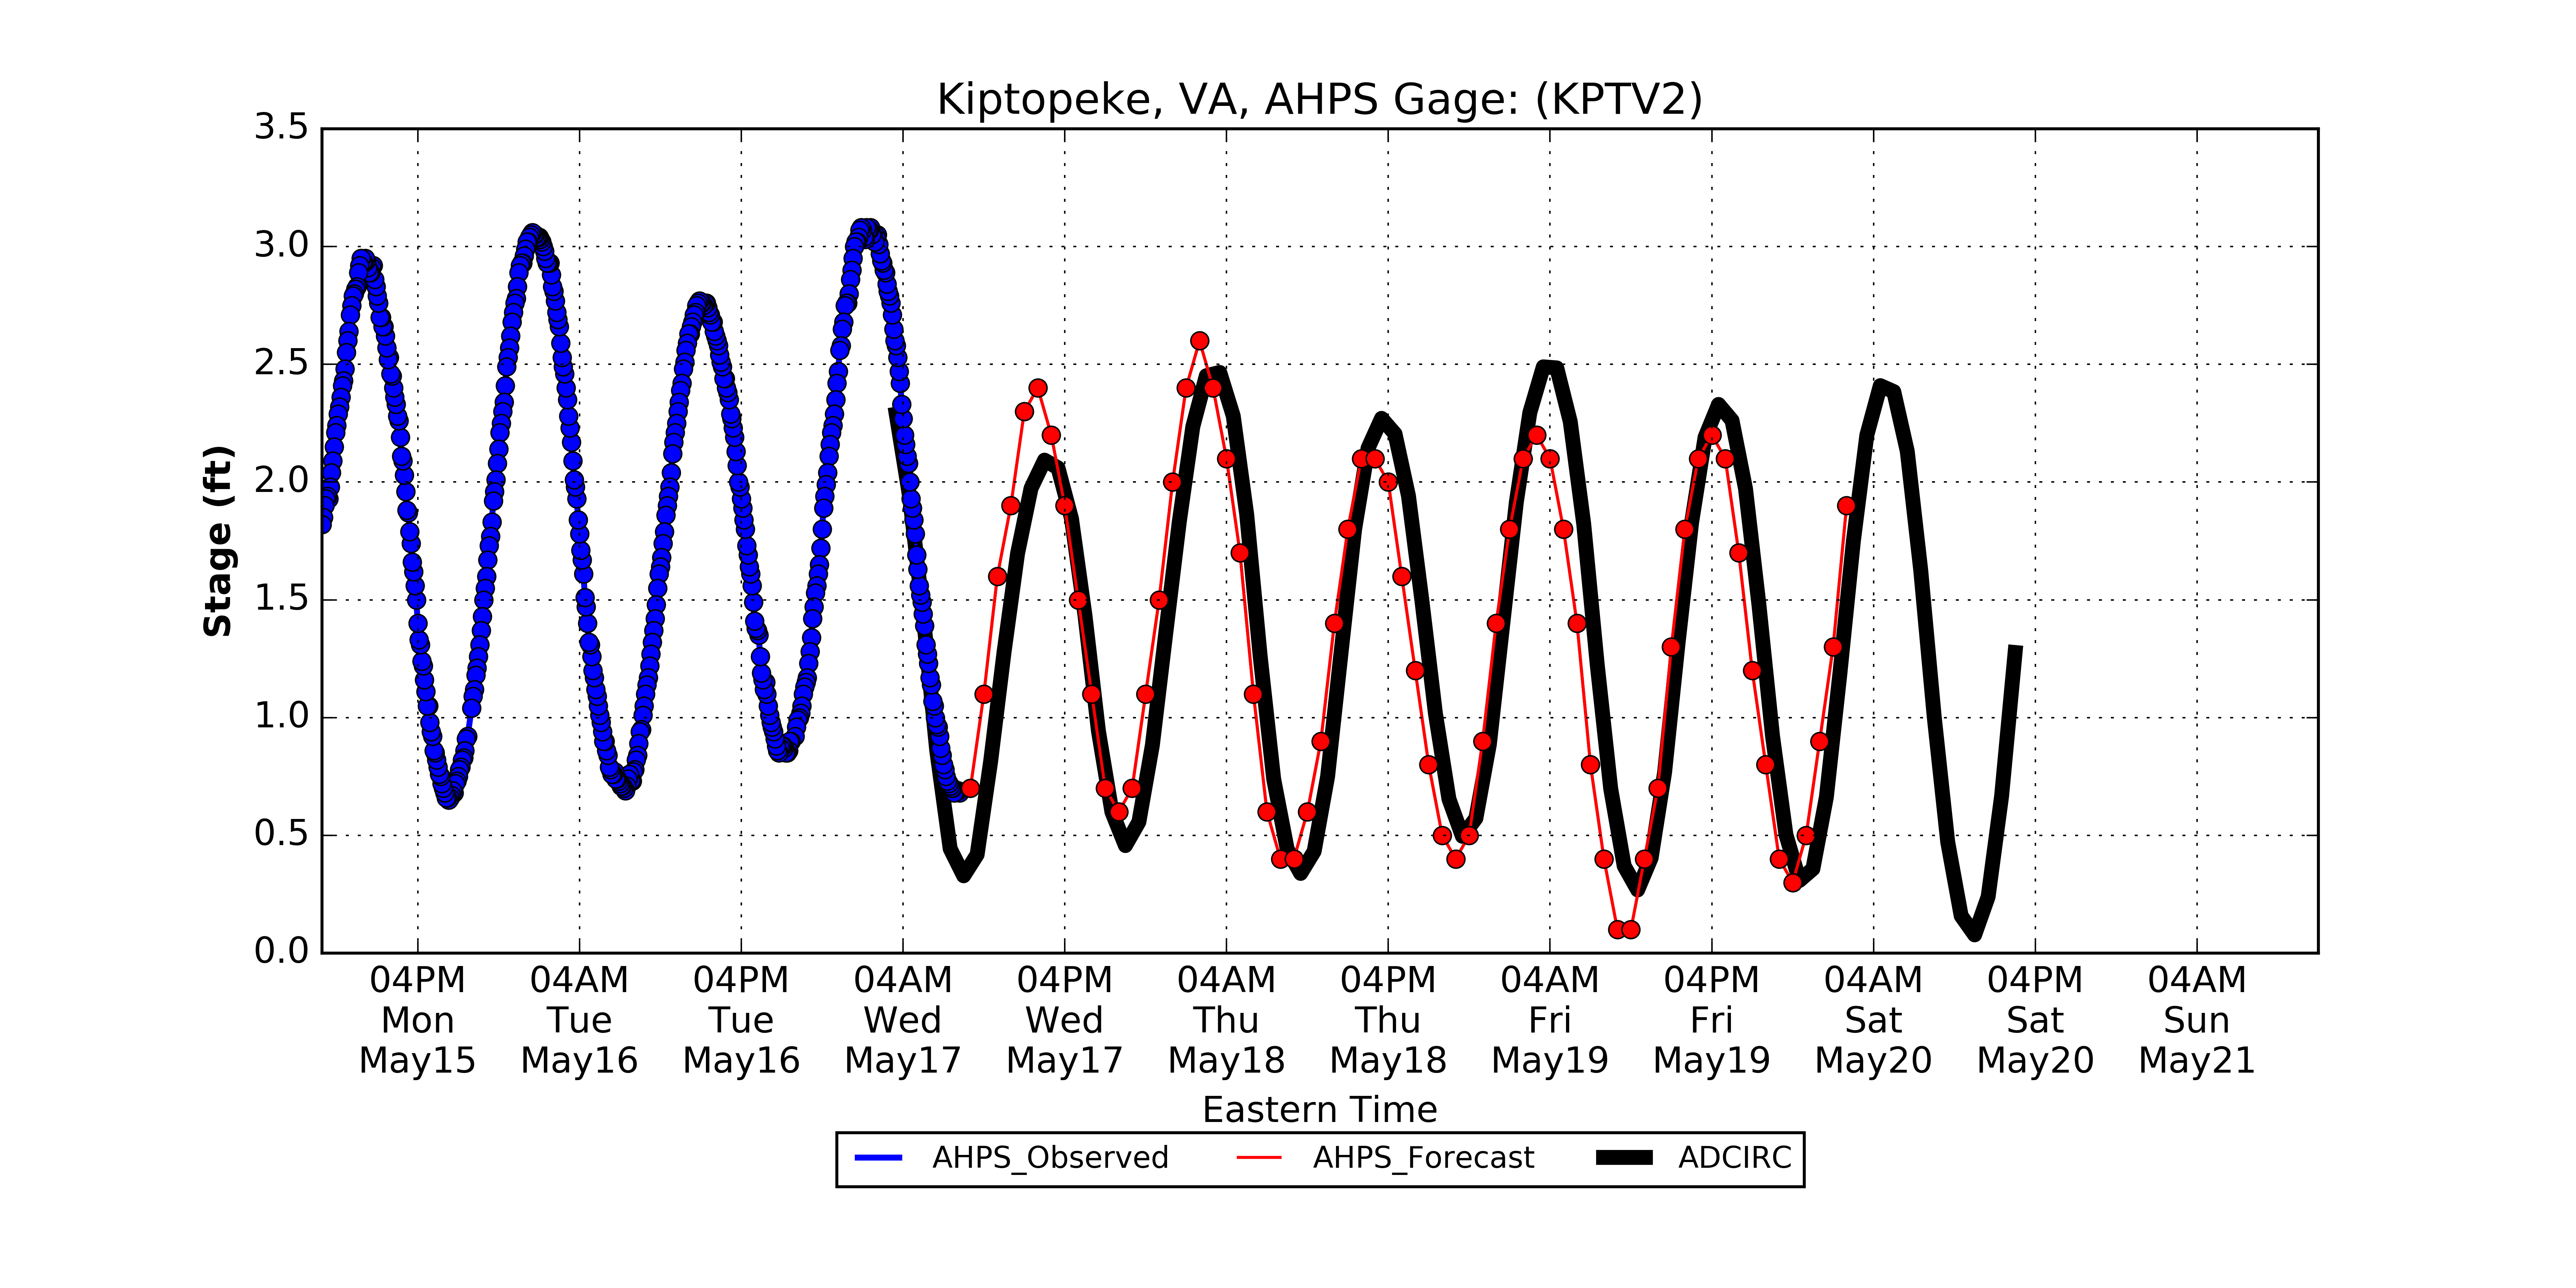 Kiptopeke, VA, AHPS Gage: (KPTV2)
3.5
3.0
2.5
2.0
1.5
1.0
0.5
0.0
Stage (ft)
04PM 04AM 04PM 04AM 04PM 04AM 04PM 04AM 04PM 04AM 04PM 04AM
Mon Tue Tue Wed Wed Thu Thu Fri Fri Sat Sat Sun
May15 May16 May16 May17 May17 May18 May18 May19 May19 May20 May20 May21
Eastern Time
AHPS_Observed AHPS_Forecast ADCIRC